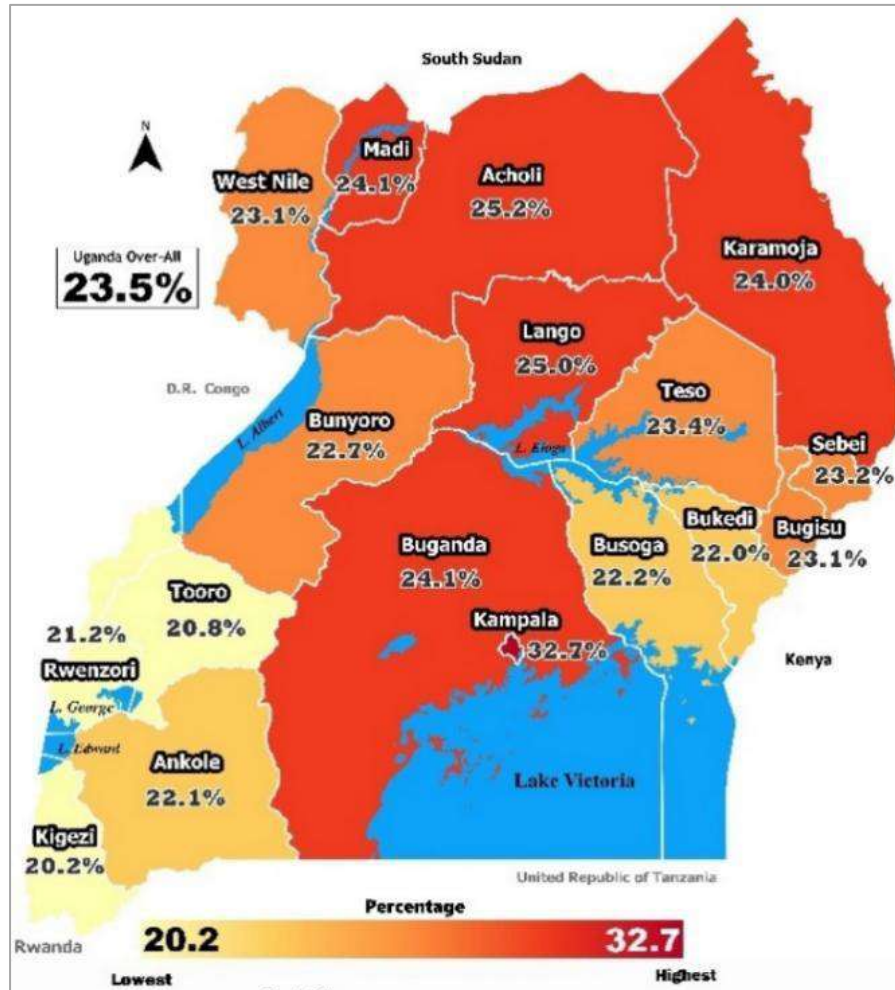 South Sudan
N
Madi
24.1%
West Nile
23.1%
Acholi
25.2%
Karamoja
24.0%
Uganda Over-All
23.5%
Lango
25.0%
D.R. Congo
L. Albert
Bunyoro
22.7%
Teso
23.4%
L. Kioga
Sebei
23.2%
Bukedi
22.0%
Bugisu
23.1%
Buganda
24.1%
Busoga
22.2%
Tooro
20.8%
21.2%
Rwenzori
Kampala
32.7%
Kenya
L. George
L. Edward
Ankole
22.1%
Lake Victoria
Kigezi
20.2%
United Republic of Tanzania
Percentage
Rwanda
20.2
32.7
Lowest
Highest